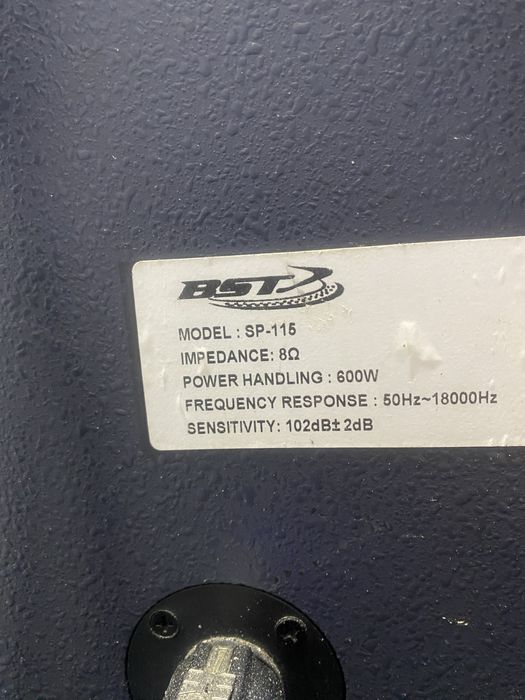 BST
MODEL : SP-115
IMPEDANCE: 8Ω
POWER HANDLING : 600W
FREQUENCY RESPONSE : 50Hz~18000Hz
SENSITIVITY: 102dB± 2dB